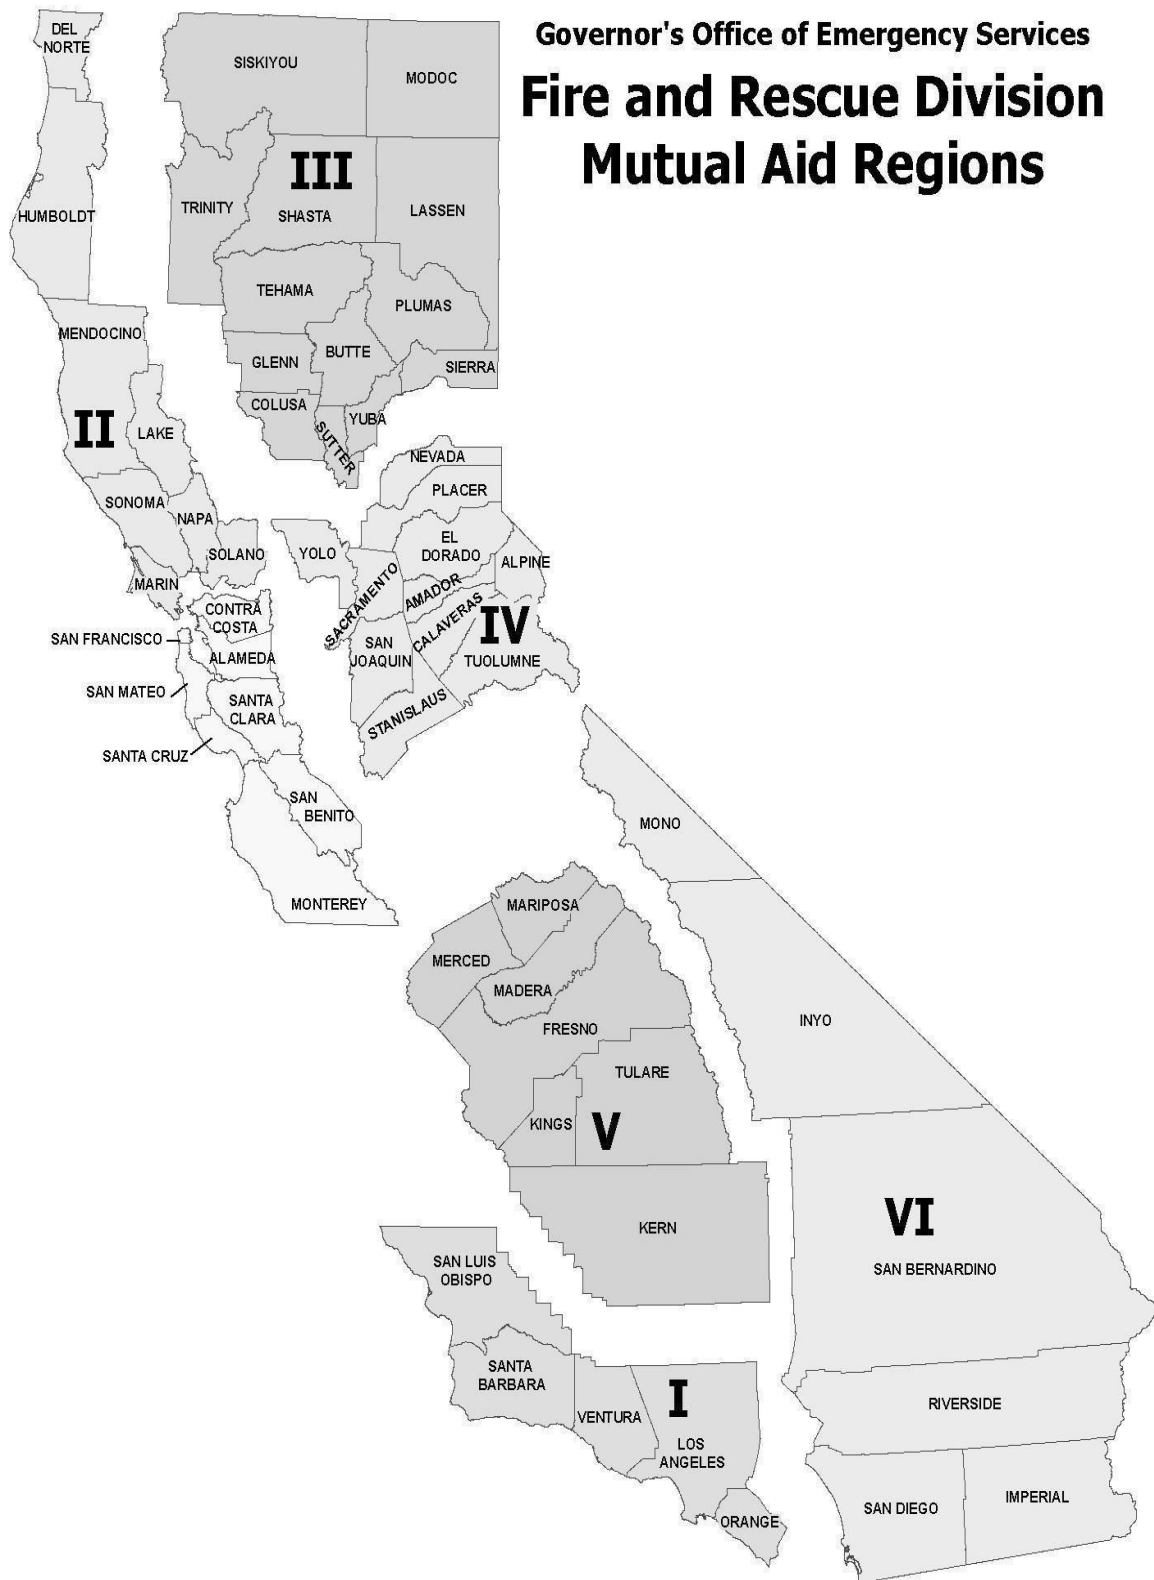 Governor's Office of Emergency Services
Fire and Rescue Division
Mutual Aid Regions
DEL
NORTE
SISKIYOU
MODOC
III
HUMBOLDT
TRINITY
SHASTA
LASSEN
TEHAMA
PLUMAS
MENDOCINO
GLENN
BUTTE
SIERRA
COLUSA
YUBA
SUTTER
II
LAKE
NEVADA
PLACER
SONOMA
NAPA
SOLANO
MARIN
YOLO
EL
DORADO
ALPINE
SACRAMENTO
AMADOR
CALAVERAS
IV
CONTRA
COSTA
SAN FRANCISCO
ALAMEDA
SAN
JOAQUIN
TUOLUMNE
SAN MATEO
SANTA
CLARA
STANISLAUS
SANTA CRUZ
SAN
BENITO
MONO
MONTEREY
MARIPOSA
MERCED
MADERA
FRESNO
INYO
TULARE
KINGS
V
KERN
VI
SAN BERNARDINO
SAN LUIS
OBISPO
SANTA
BARBARA
VENTURA
I
LOS
ANGELES
ORANGE
RIVERSIDE
SAN DIEGO
IMPERIAL